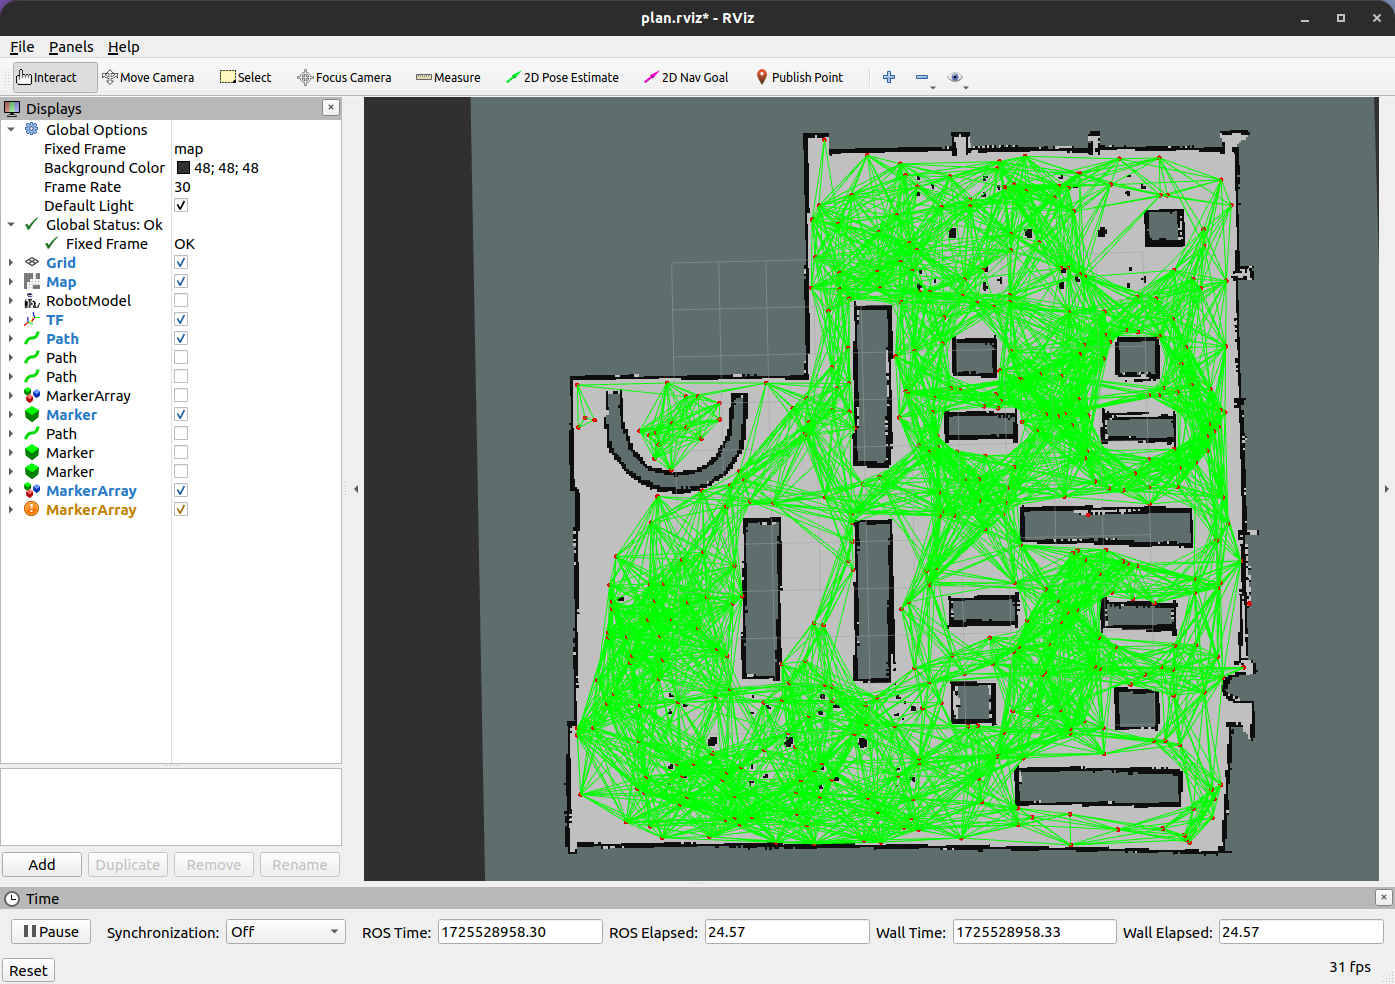 plan.rviz* - RViz
File Panels Help
Interact Move Camera Select Focus Camera Measure 2D Pose Estimate 2D Nav Goal Publish Point
Displays
Global Options
Fixed Frame map
Background Color 48; 48; 48
Frame Rate 30
Default Light
Global Status: Ok
Fixed Frame OK
Grid
Map
RobotModel
TF
Path
Path
Path
MarkerArray
Marker
Path
Marker
Marker
MarkerArray
MarkerArray
Add Duplicate Remove Rename
Time
Pause Synchronization: Off ROS Time: 1725528958.30 ROS Elapsed: 24.57 Wall Time: 1725528958.33 Wall Elapsed: 24.57
Reset 31 fps